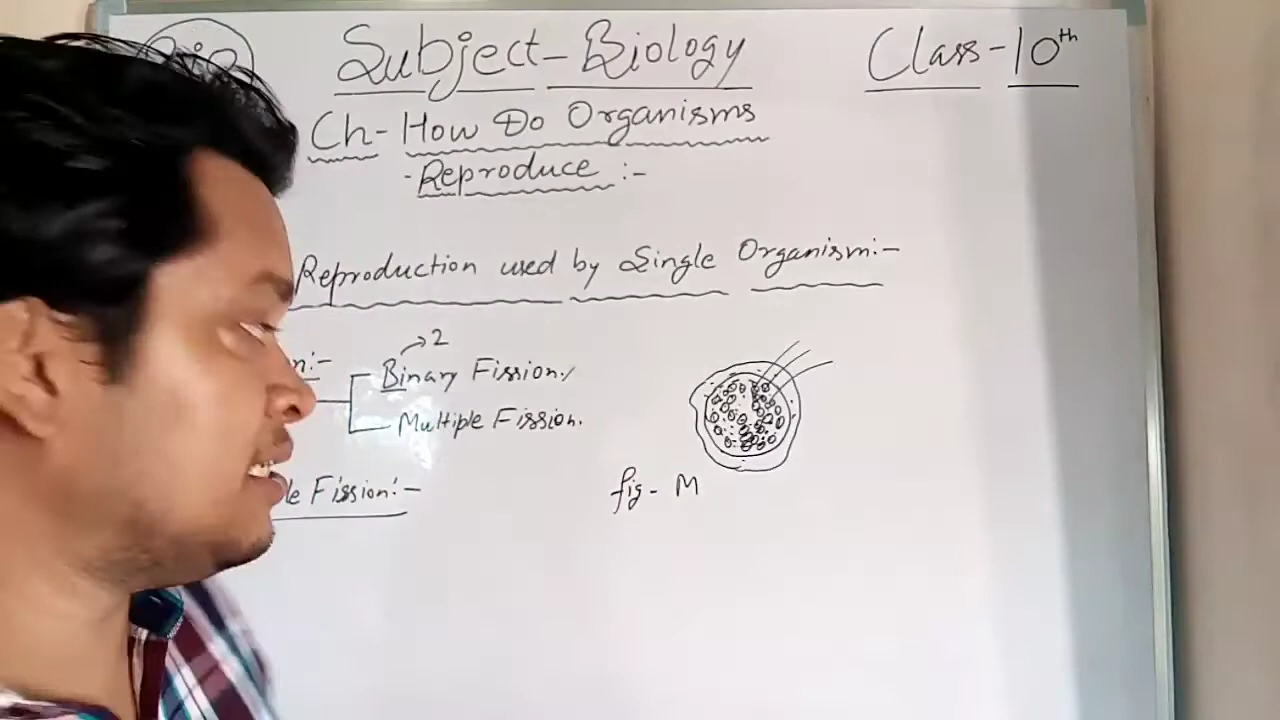 Subject-Biology
Class-10th
Ch- How Do Organisms
-Reproduce :-
Reproduction used by Single Organism:-
n:-
2
Binary Fission.
Multiple Fission.
le Fission:-
fig- M